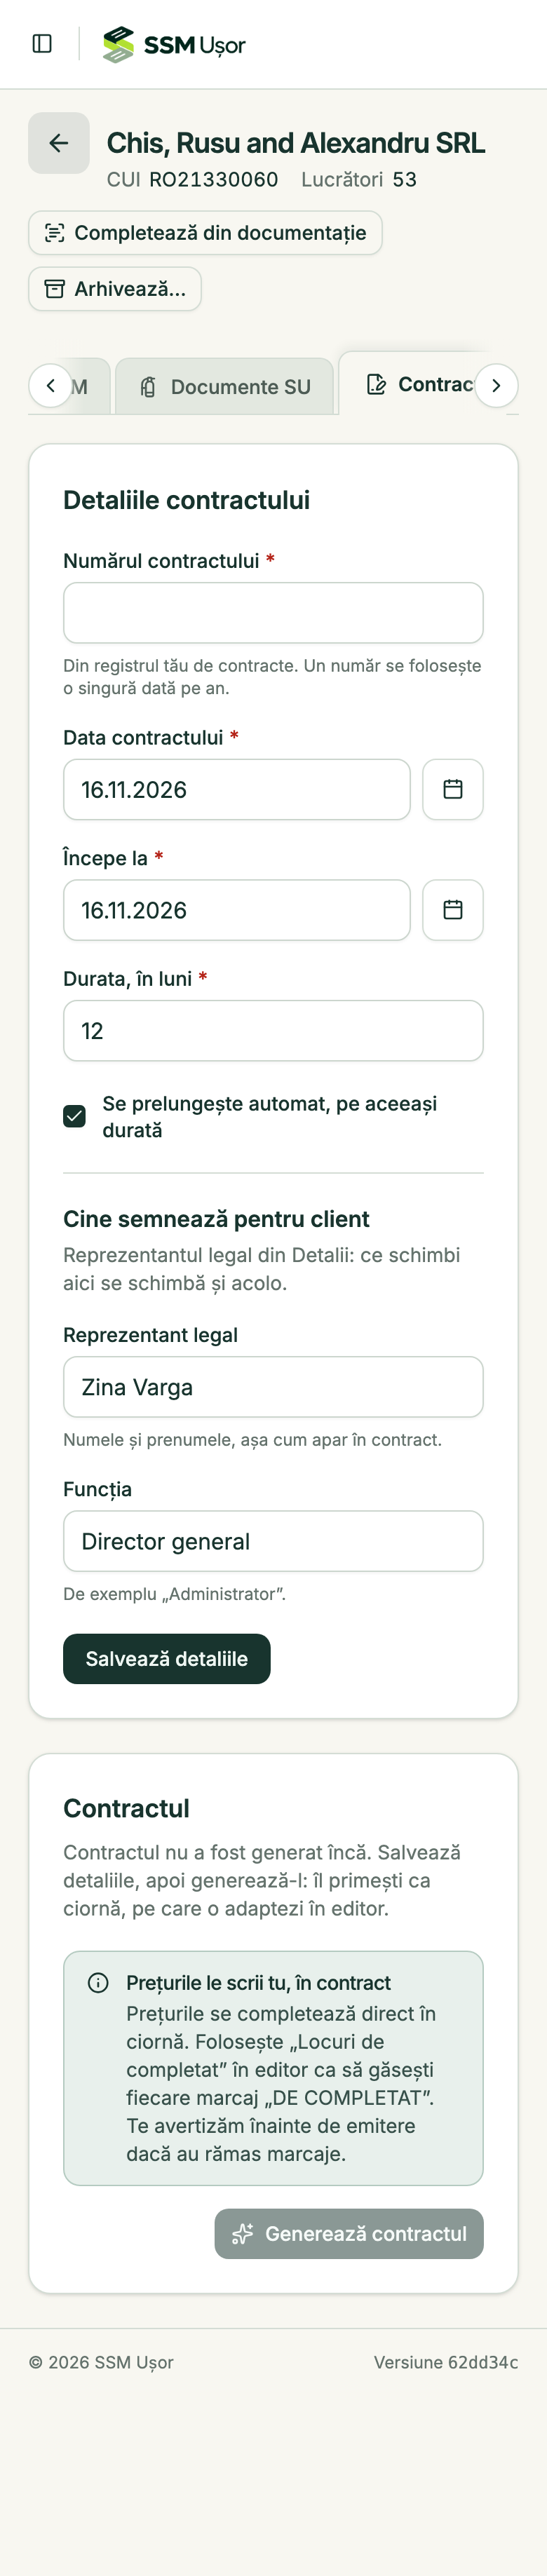 SSM Ușor
Chis, Rusu and Alexandru SRL
CUI RO21330060 Lucrători 53
Completează din documentație
Arhivează...
M Documente SU Contrac
Detaliile contractului
Numărul contractului *
Din registrul tău de contracte. Un număr se folosește
o singură dată pe an.
Data contractului *
16.11.2026
Începe la *
16.11.2026
Durata, în luni *
12
Se prelungește automat, pe aceeași
durată
Cine semnează pentru client
Reprezentantul legal din Detalii: ce schimbi
aici se schimbă și acolo.
Reprezentant legal
Zina Varga
Numele și prenumele, așa cum apar în contract.
Funcția
Director general
De exemplu „Administrator”.
Salvează detaliile
Contractul
Contractul nu a fost generat încă. Salvează
detaliile, apoi generează-l: îl primești ca
ciornă, pe care o adaptezi în editor.
Prețurile le scrii tu, în contract
Prețurile se completează direct în
ciornă. Folosește „Locuri de
completat” în editor ca să găsești
fiecare marcaj „DE COMPLETAT”.
Te avertizăm înainte de emitere
dacă au rămas marcaje.
Generează contractul
© 2026 SSM Ușor Versiune 62dd34c